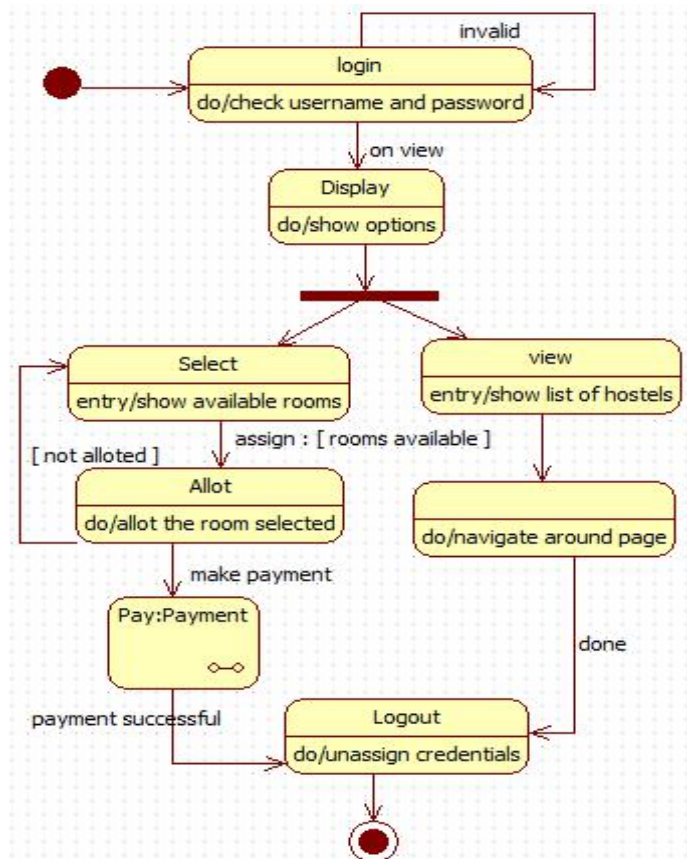 invalid
login
do/check username and password
on view
Display
do/show options
Select
entry/show available rooms
view
entry/show list of hostels
assign : [ rooms available ]
[ not alloted ]
Allot
do/allot the room selected
do/navigate around page
make payment
Pay:Payment
done
payment successful
Logout
do/unassign credentials